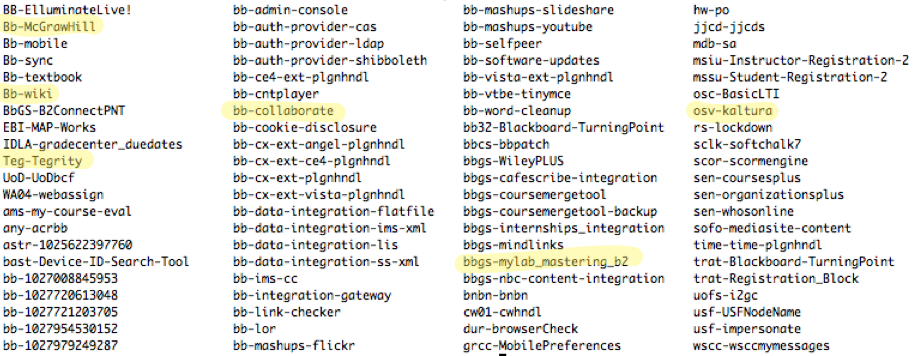 BB-ElluminateLive!
Bb-McGrawHill
Bb-mobile
Bb-sync
Bb-textbook
Bb-wiki
BbGS-B2ConnectPNT
EBI-MAP-Works
IDLA-gradecenter_duedates
Teg-Tegrity
UoD-UoDbcf
WA04-webassign
ams-my-course-eval
any-acrbb
astr-1025622397760
bast-Device-ID-Search-Tool
bb-1027008845953
bb-1027720613048
bb-1027721203705
bb-1027954530152
bb-1027979249287
bb-admin-console
bb-auth-provider-cas
bb-auth-provider-ldap
bb-auth-provider-shibboleth
bb-ce4-ext-plgnhndl
bb-cntplayer
bb-collaborate
bb-cookie-disclosure
bb-cx-ext-angel-plgnhndl
bb-cx-ext-ce4-plgnhndl
bb-cx-ext-vista-plgnhndl
bb-data-integration-flatfile
bb-data-integration-ims-xml
bb-data-integration-lis
bb-data-integration-ss-xml
bb-ims-cc
bb-integration-gateway
bb-link-checker
bb-lor
bb-mashups-flickr
bb-mashups-slideshare
bb-mashups-youtube
bb-selfpeer
bb-software-updates
bb-vista-ext-plgnhndl
bb-vtbe-tinymce
bb-word-cleanup
bb32-Blackboard-TurningPoint
bbcs-bbpatch
bbgs-WileyPLUS
bbgs-cafescribe-integration
bbgs-coursemergetool
bbgs-coursemergetool-backup
bbgs-internships_integration
bbgs-mindlinks
bbgs-mylab_mastering_b2
bbgs-nbc-content-integration
bnbn-bnbn
cw01-cwhndl
dur-browserCheck
grcc-MobilePreferences
hw-po
jjcd-jjcds
mdb-sa
msiu-Instructor-Registration-2
mssu-Student-Registration-2
osc-BasicLTI
osv-kaltura
rs-lockdown
sclk-softchalk7
scor-scormengine
sen-coursesplus
sen-organizationsplus
sen-whosonline
sofo-mediasite-content
time-time-plgnhndl
trat-Blackboard-TurningPoint
trat-Registration_Block
uofs-i2gc
usf-USFNodeName
usf-impersonate
wscc-wsccmymessages